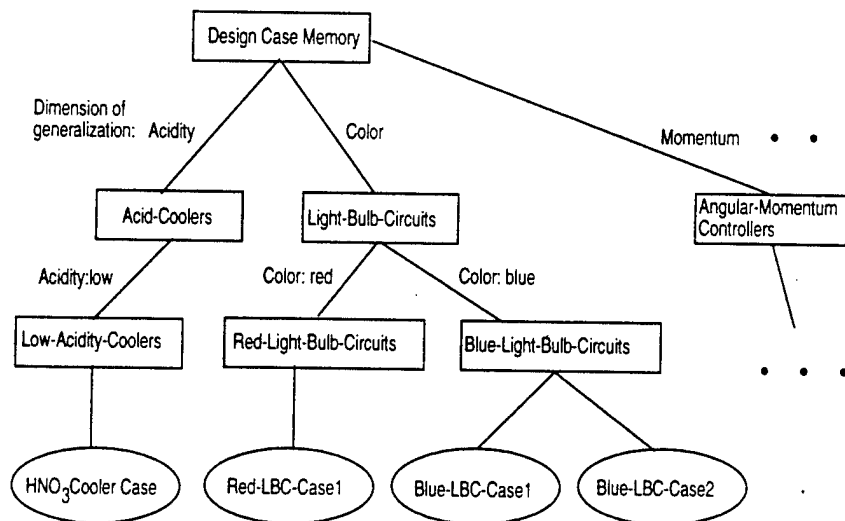 Design Case Memory
Dimension of
generalization: Acidity
Color
Momentum
Acid-Coolers
Light-Bulb-Circuits
Angular-Momentum
Controllers
Acidity:low
Color: red
Color: blue
Low-Acidity-Coolers
Red-Light-Bulb-Circuits
Blue-Light-Bulb-Circuits
HNO3Cooler Case
Red-LBC-Case1
Blue-LBC-Case1
Blue-LBC-Case2